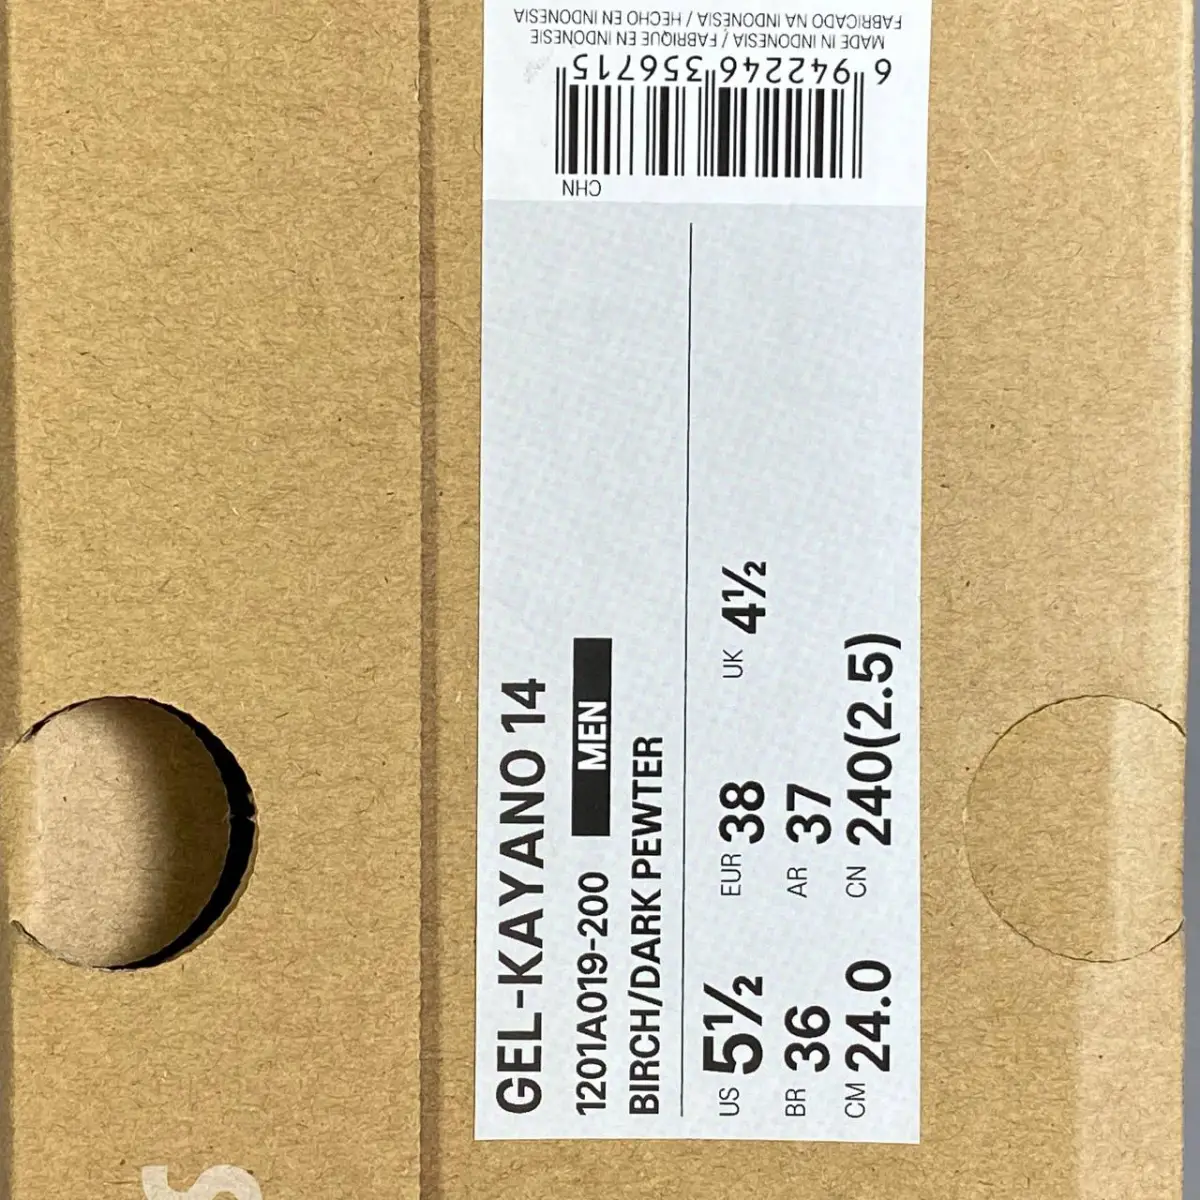 GEL-KAYANO 14
1201A019-200 MEN
BIRCH/DARK PEWTER
US 5½ EUR 38 UK 4½
BR 36 AR 37
CM 24.0 CN 240(2.5)
CHN
6 942246 356715
MADE IN INDONESIA / FABRIQUE EN INDONESIE
FABRICADO NA INDONESIA / HECHO EN INDONESIA
S